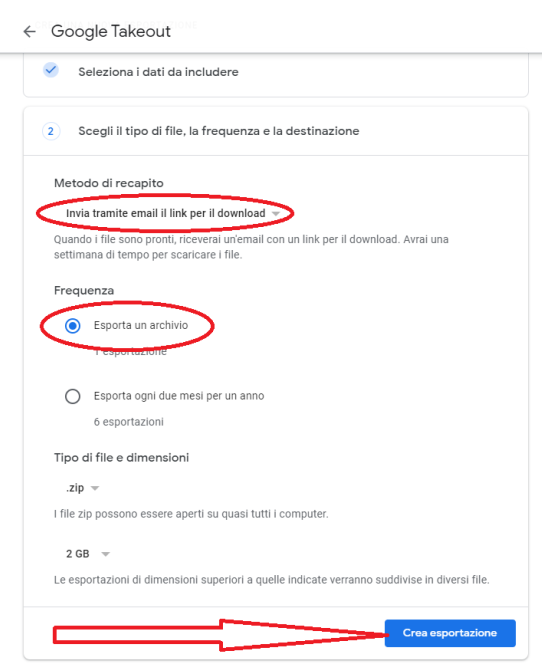 Google Takeout
Seleziona i dati da includere
2 Scegli il tipo di file, la frequenza e la destinazione
Metodo di recapito
Invia tramite email il link per il download
Quando i file sono pronti, riceverai un'email con un link per il download. Avrai una
settimana di tempo per scaricare i file.
Frequenza
Esporta un archivio
1 esportazione
Esporta ogni due mesi per un anno
6 esportazioni
Tipo di file e dimensioni
.zip
I file zip possono essere aperti su quasi tutti i computer.
2 GB
Le esportazioni di dimensioni superiori a quelle indicate verranno suddivise in diversi file.
Crea esportazione